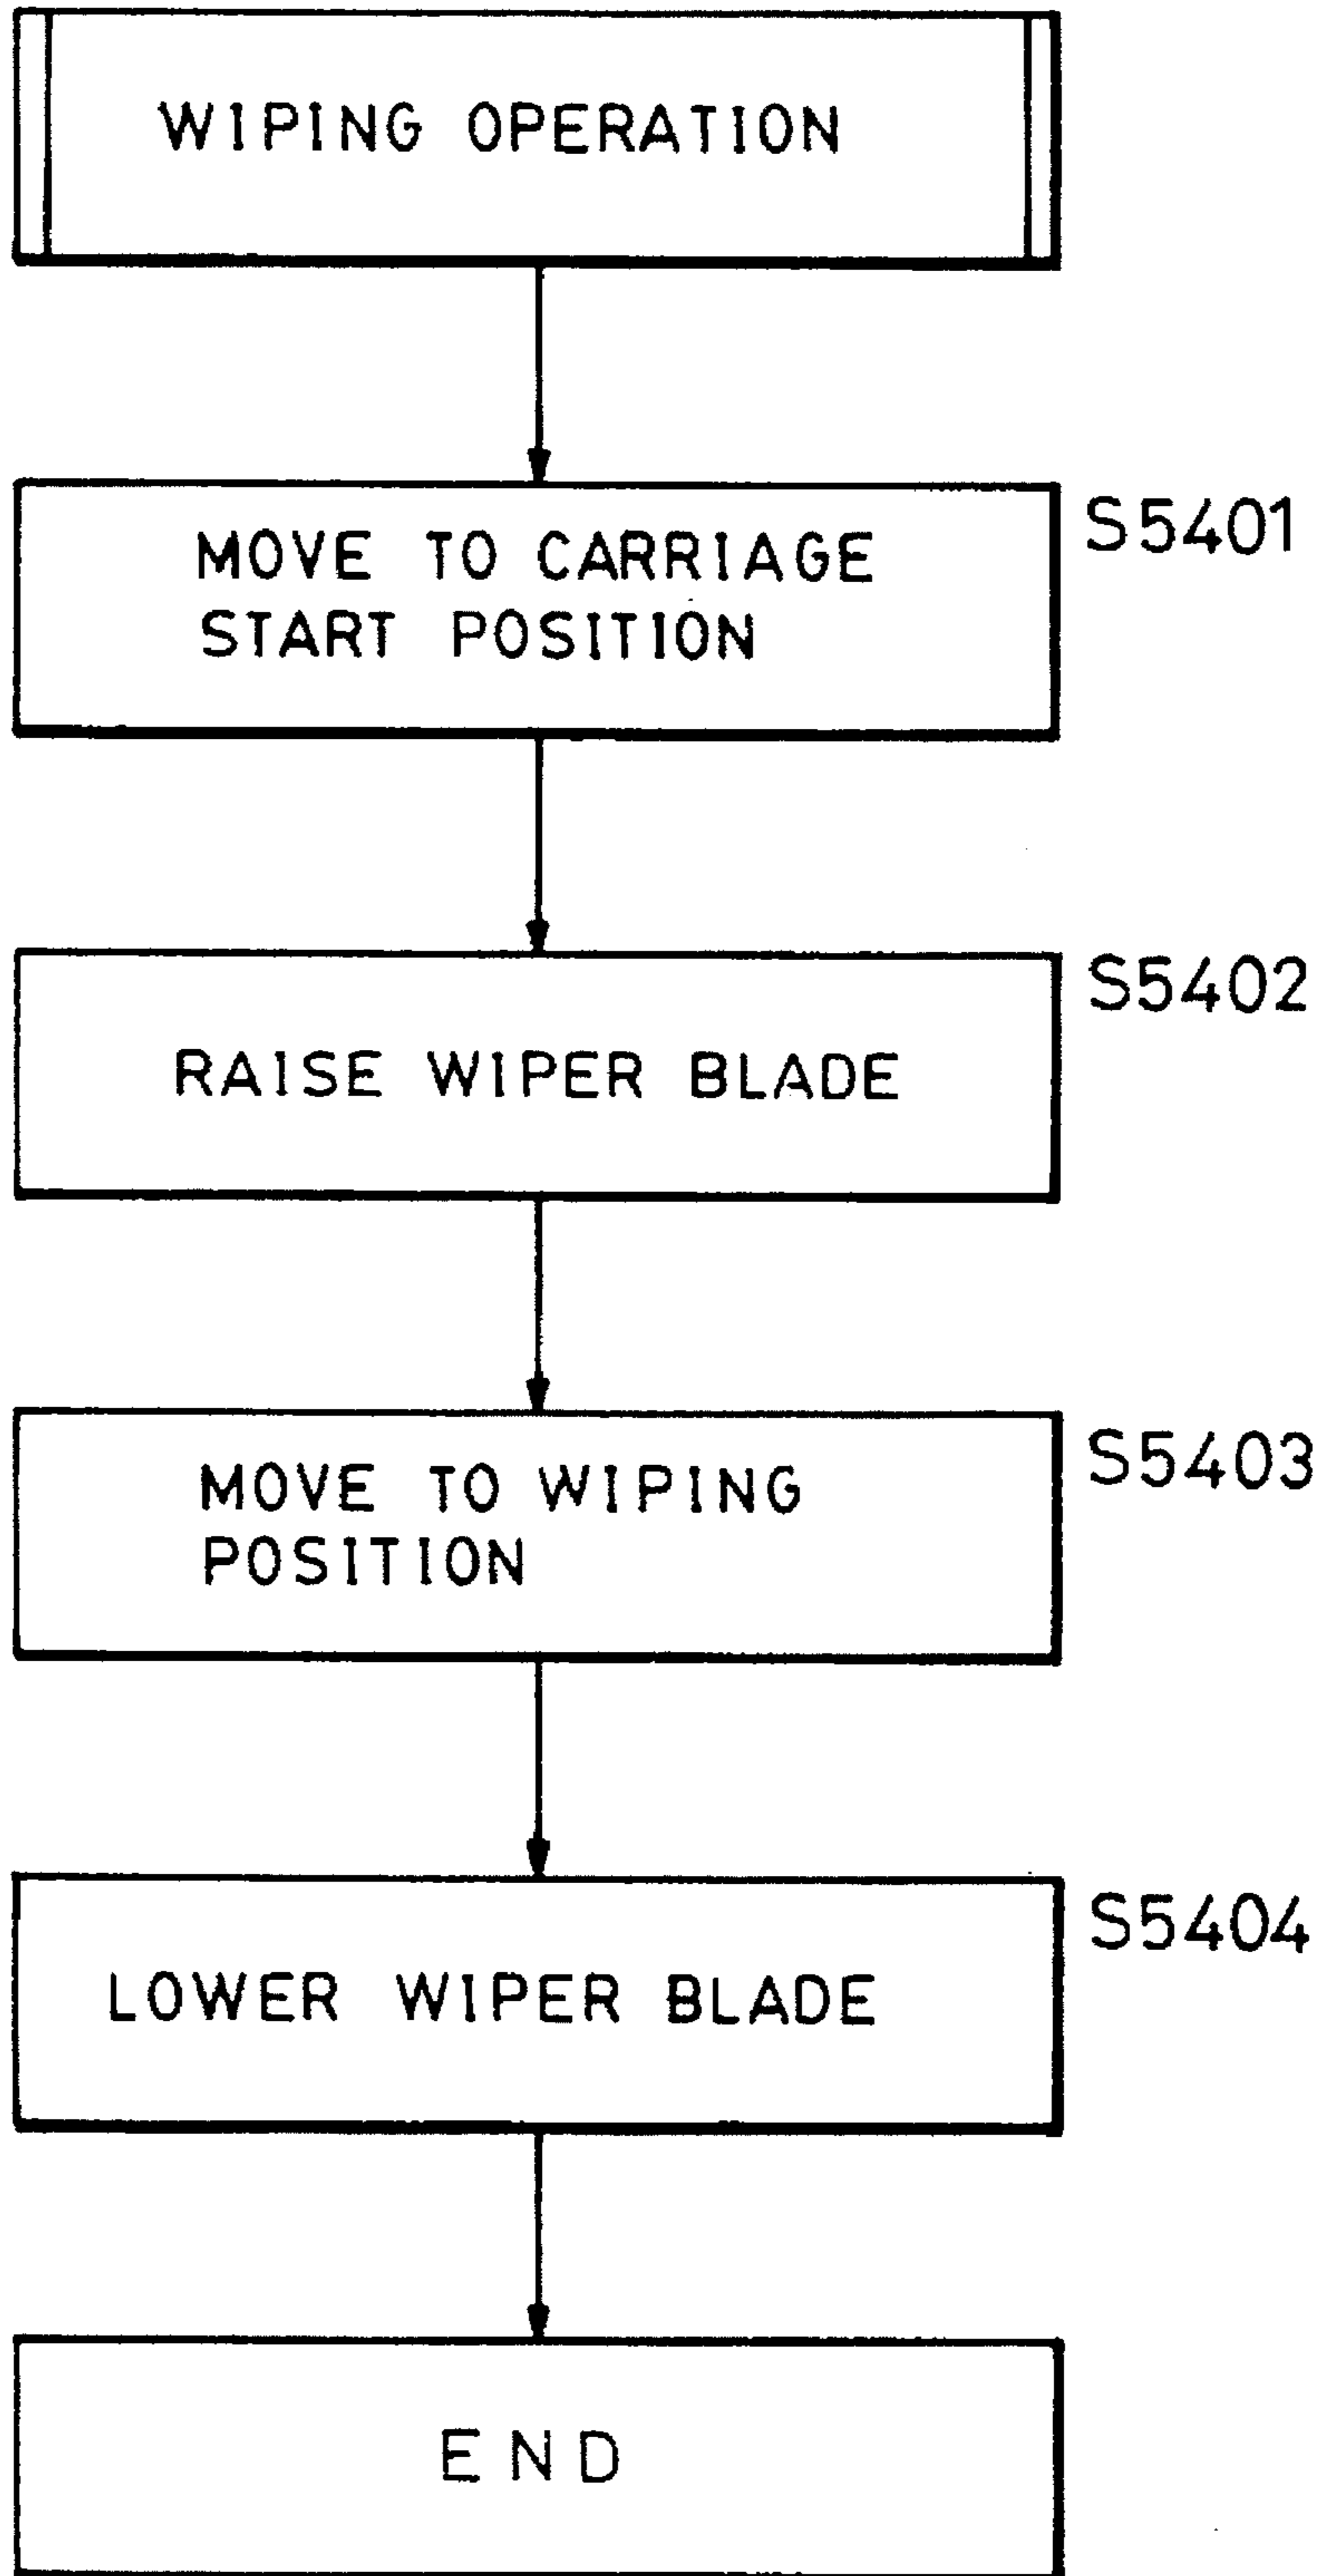 WIPING OPERATION
MOVE TO CARRIAGE
START POSITION
S5401
RAISE WIPER BLADE
S5402
MOVE TO WIPING
POSITION
S5403
LOWER WIPER BLADE
S5404
END